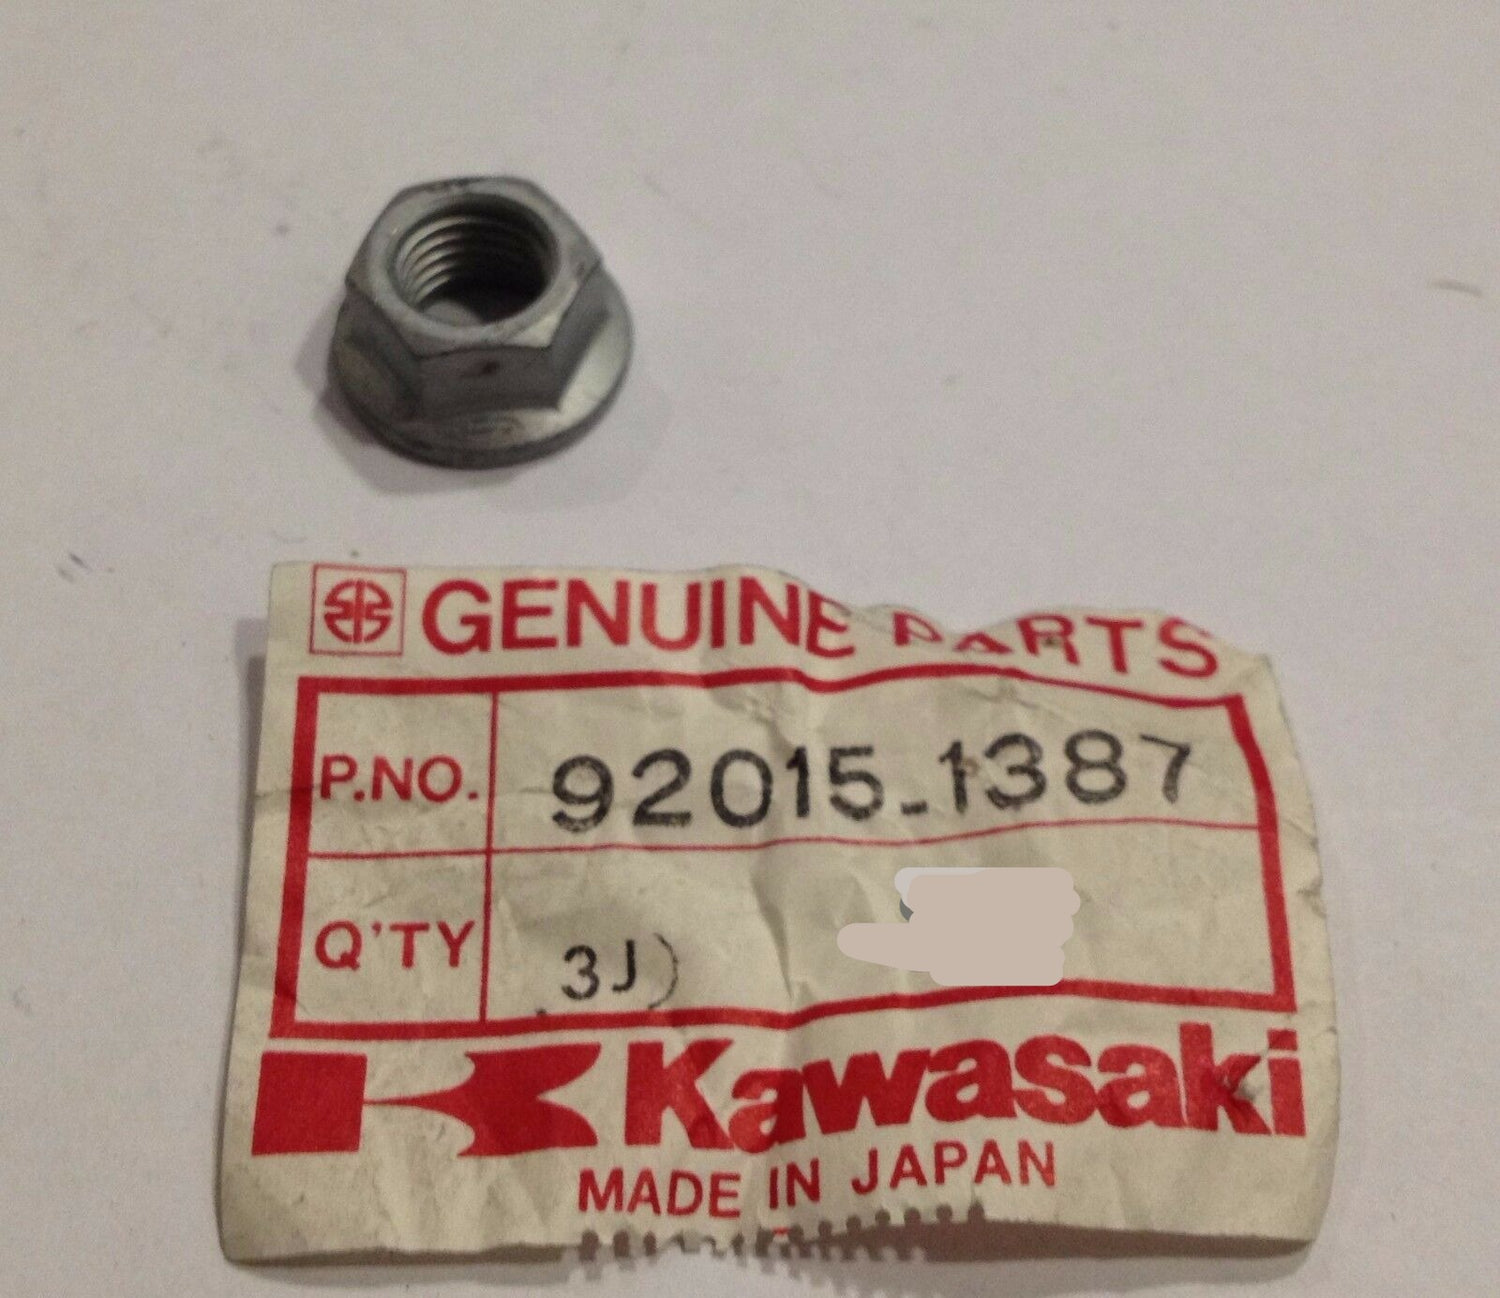 GENUINE PARTS
P.NO. 92015-1387
Q'TY 3J)
Kawasaki
MADE IN JAPAN